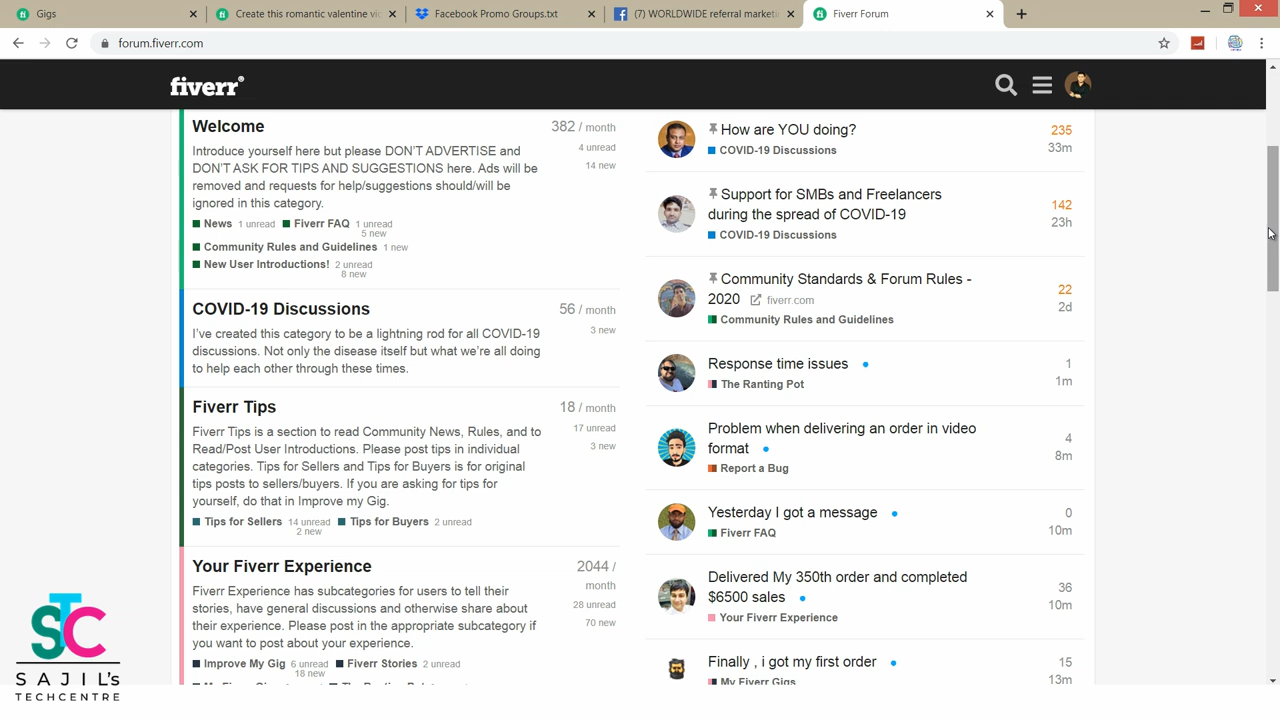 Gigs
Create this romantic valentine vi
Facebook Promo Groups.txt
(7) WORLDWIDE referral marketi
Fiverr Forum
forum.fiverr.com
fiverr®
Welcome
382 / month
Introduce yourself here but please DON'T ADVERTISE and
4 unread
DON'T ASK FOR TIPS AND SUGGESTIONS here. Ads will be
14 new
removed and requests for help/suggestions should/will be
ignored in this category.
News 1 unread Fiverr FAQ 1 unread
5 new
Community Rules and Guidelines 1 new
New User Introductions! 2 unread
8 new
COVID-19 Discussions
56 / month
I've created this category to be a lightning rod for all COVID-19
3 new
discussions. Not only the disease itself but what we're all doing
to help each other through these times.
Fiverr Tips
18 / month
Fiverr Tips is a section to read Community News, Rules, and to
17 unread
Read/Post User Introductions. Please post tips in individual
3 new
categories. Tips for Sellers and Tips for Buyers is for original
tips posts to sellers/buyers. If you are asking for tips for
yourself, do that in Improve my Gig.
Tips for Sellers 14 unread Tips for Buyers 2 unread
2 new
Your Fiverr Experience
2044 /
month
Fiverr Experience has subcategories for users to tell their
28 unread
stories, have general discussions and otherwise share about
70 new
their experience. Please post in the appropriate subcategory if
you want to post about your experience.
Improve My Gig 6 unread Fiverr Stories 2 unread
18 new
How are YOU doing?
235
COVID-19 Discussions
33m
Support for SMBs and Freelancers
142
during the spread of COVID-19
23h
COVID-19 Discussions
Community Standards & Forum Rules -
22
2020 fiverr.com
2d
Community Rules and Guidelines
Response time issues
1
The Ranting Pot
1m
Problem when delivering an order in video
4
format
8m
Report a Bug
Yesterday I got a message
0
Fiverr FAQ
10m
Delivered My 350th order and completed
36
$6500 sales
10m
Your Fiverr Experience
Finally , i got my first order
15
My Fiverr Gigs
13m
STC
SAJIL's
TECHCENTRE